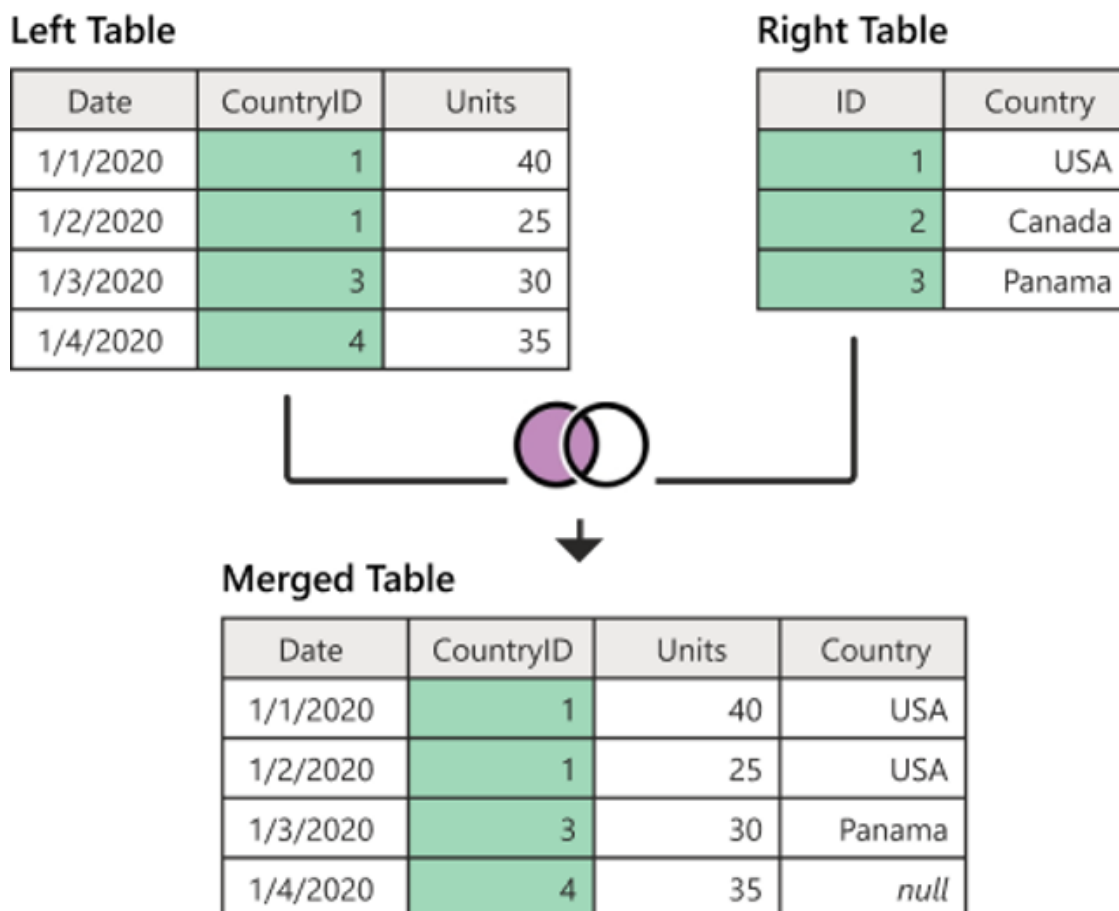 Left Table
Date CountryID Units
1/1/2020 1 40
1/2/2020 1 25
1/3/2020 3 30
1/4/2020 4 35
Right Table
ID Country
1 USA
2 Canada
3 Panama
Merged Table
Date CountryID Units Country
1/1/2020 1 40 USA
1/2/2020 1 25 USA
1/3/2020 3 30 Panama
1/4/2020 4 35 null